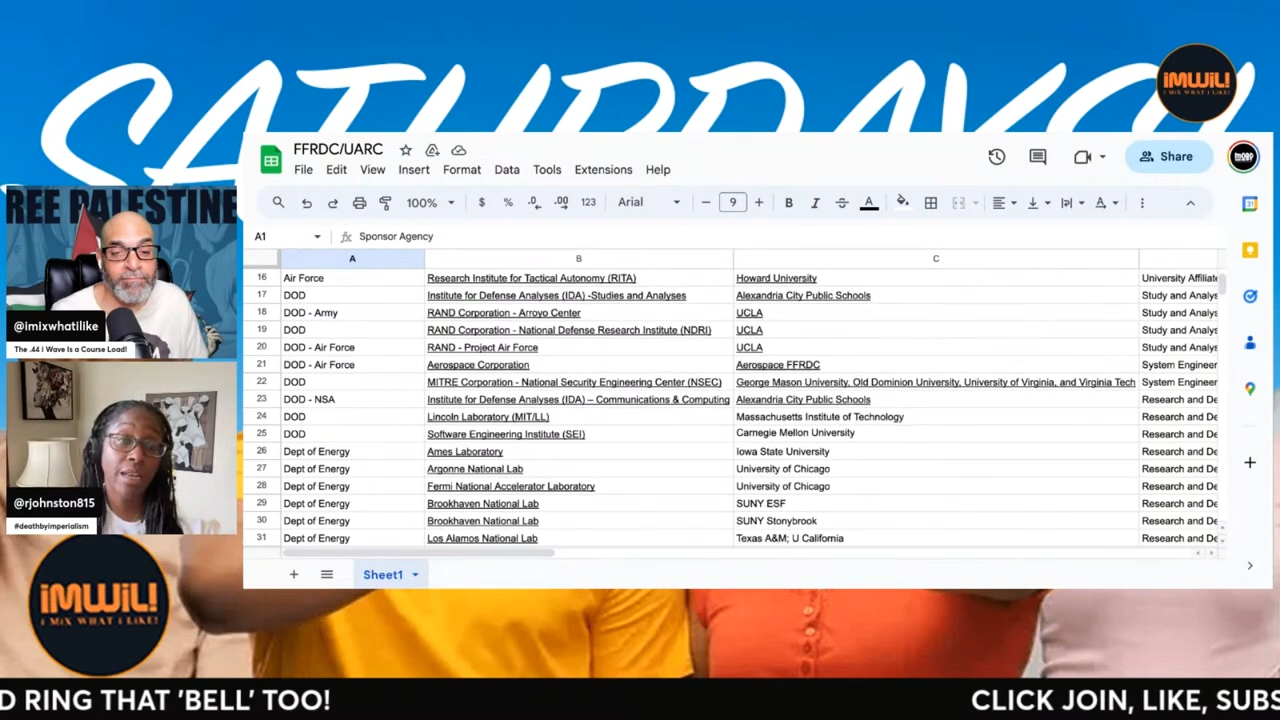 SATURDAYS!
iMWiL!
I MIX WHAT I LIKE!
FFRDC/UARC
File Edit View Insert Format Data Tools Extensions Help
Share
100% $ % .0 .00 123 Arial 9 B I A
A1 fx Sponsor Agency
A B C
16 Air Force Research Institute for Tactical Autonomy (RITA) Howard University University Affiliate
17 DOD Institute for Defense Analyses (IDA) -Studies and Analyses Alexandria City Public Schools Study and Analys
18 DOD - Army RAND Corporation - Arroyo Center UCLA Study and Analys
19 DOD RAND Corporation - National Defense Research Institute (NDRI) UCLA Study and Analys
20 DOD - Air Force RAND - Project Air Force UCLA Study and Analys
21 DOD - Air Force Aerospace Corporation Aerospace FFRDC System Engineer
22 DOD MITRE Corporation - National Security Engineering Center (NSEC) George Mason University, Old Dominion University, University of Virginia, and Virginia Tech System Engineer
23 DOD - NSA Institute for Defense Analyses (IDA) – Communications & Computing Alexandria City Public Schools Research and De
24 DOD Lincoln Laboratory (MIT/LL) Massachusetts Institute of Technology Research and De
25 DOD Software Engineering Institute (SEI) Carnegie Mellon University Research and De
26 Dept of Energy Ames Laboratory Iowa State University Research and De
27 Dept of Energy Argonne National Lab University of Chicago Research and De
28 Dept of Energy Fermi National Accelerator Laboratory University of Chicago Research and De
29 Dept of Energy Brookhaven National Lab SUNY ESF Research and De
30 Dept of Energy Brookhaven National Lab SUNY Stonybrook Research and De
31 Dept of Energy Los Alamos National Lab Texas A&M; U California Research and De
Sheet1
REE PALESTINE
@imixwhatilike
The .44 i Wave Is a Course Load!
@rjohnston815
#deathbyimperialism
iMWiL!
I MIX WHAT I LIKE!
D RING THAT 'BELL' TOO! CLICK JOIN, LIKE, SUBS